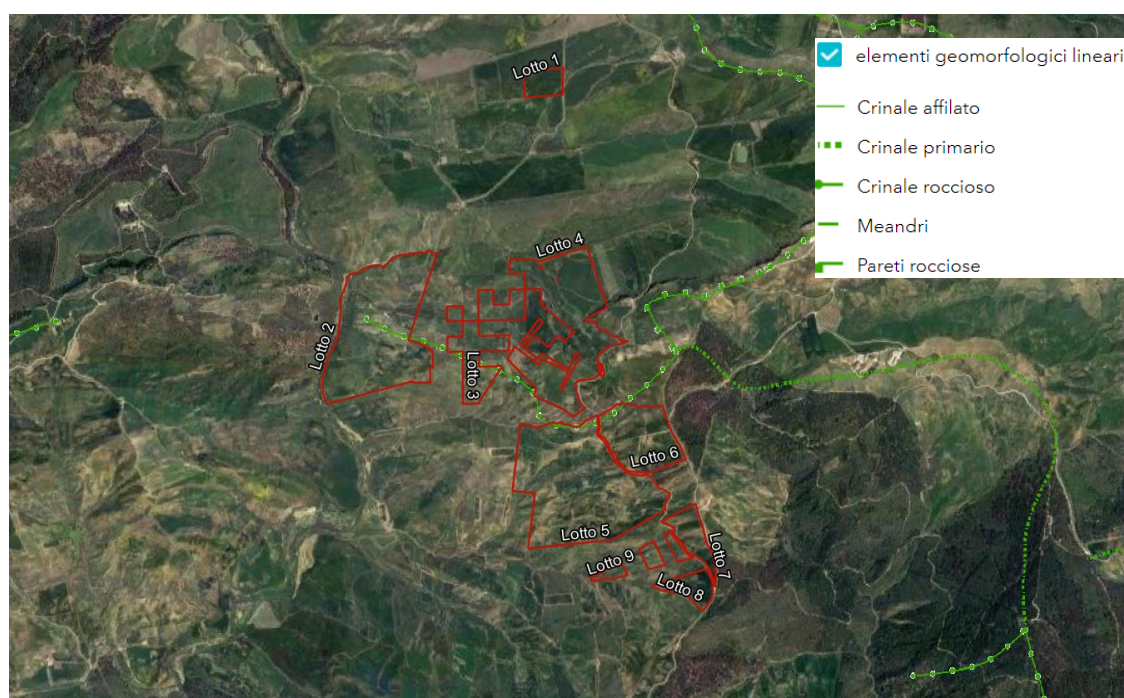 elementi geomorfologici lineari
Crinale affilato
Crinale primario
Crinale roccioso
Meandri
Pareti rocciose
Lotto 1
Lotto 4
Lotto 2
Lotto 3
Lotto 6
Lotto 5
Lotto 7
Lotto 9
Lotto 8